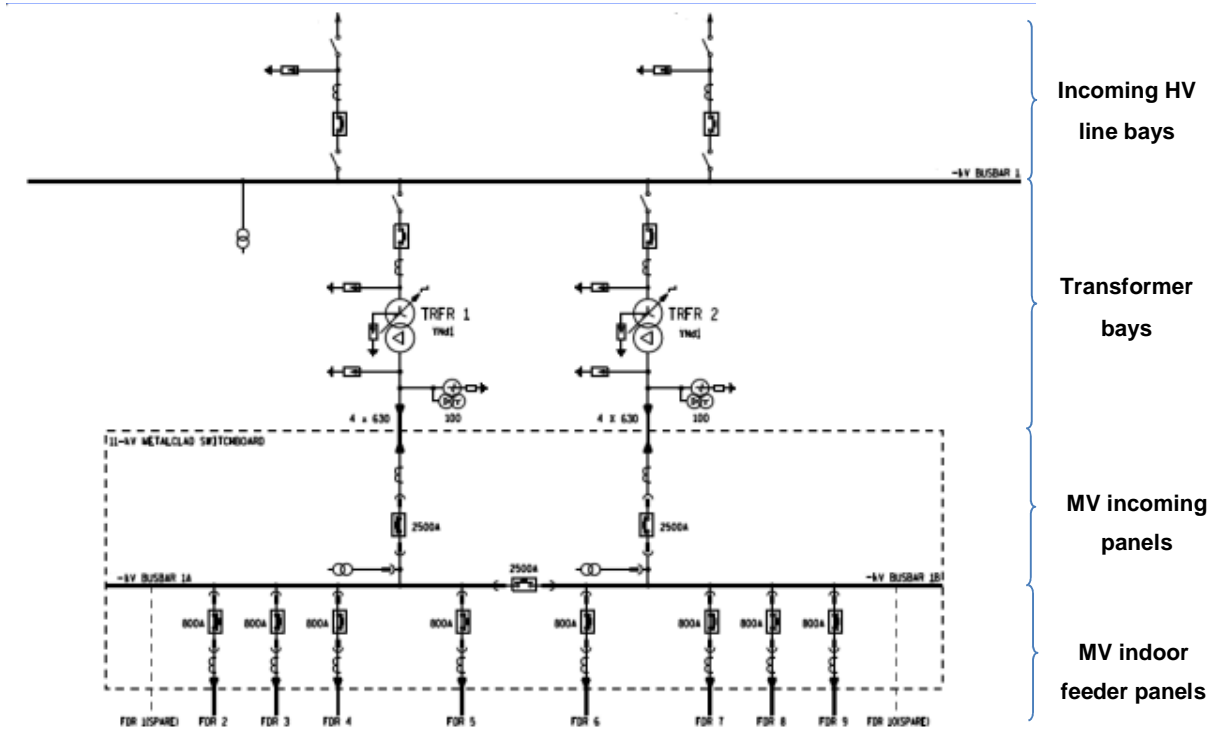 Incoming HV
line bays
-kV BUSBAR 1
Transformer
bays
TRFR 1
YNd1
TRFR 2
YNd1
4 x 630
100
4 X 630
100
11-kV METALCLAD SWITCHBOARD
MV incoming
panels
2500A
2500A
2500A
-kV BUSBAR 1A
-kV BUSBAR 1B
800A
800A
800A
800A
800A
800A
800A
800A
MV indoor
feeder panels
FDR 1(SPARE)
FDR 2
FDR 3
FDR 4
FDR 5
FDR 6
FDR 7
FDR 8
FDR 9
FDR 10(SPARE)